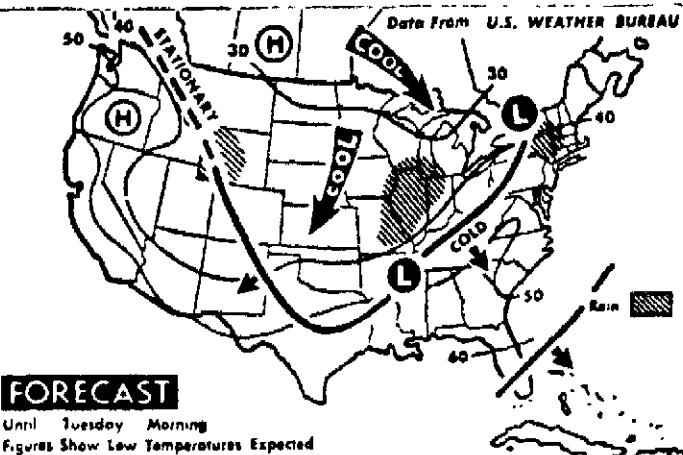 Data From U.S. WEATHER BUREAU
40
50
STATIONARY
30
H
COOL
30
L
40
H
COOL
COLD
L
50
Rain
60
FORECAST
Until Tuesday Morning
Figures Show Low Temperatures Expected